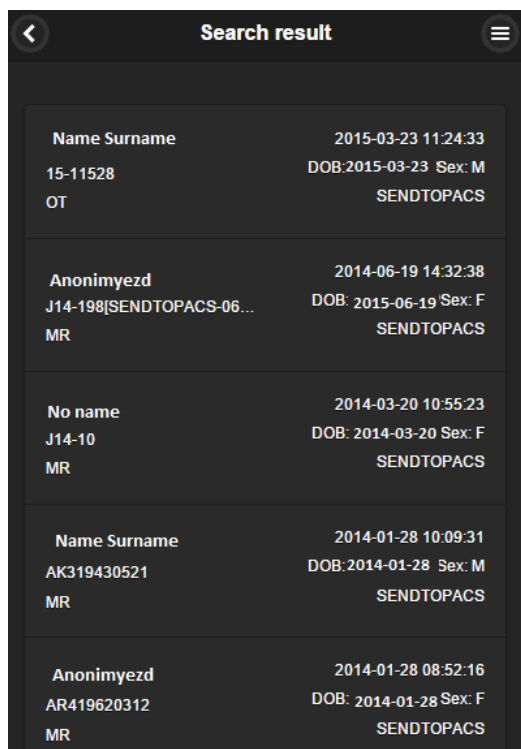 Search result
Name Surname 2015-03-23 11:24:33
15-11528 DOB:2015-03-23 Sex: M
OT SENDTOPACS
Anonimyezd 2014-06-19 14:32:38
J14-198[SENDTOPACS-06... DOB: 2015-06-19 Sex: F
MR SENDTOPACS
No name 2014-03-20 10:55:23
J14-10 DOB: 2014-03-20 Sex: F
MR SENDTOPACS
Name Surname 2014-01-28 10:09:31
AK319430521 DOB:2014-01-28 Sex: M
MR SENDTOPACS
Anonimyezd 2014-01-28 08:52:16
AR419620312 DOB: 2014-01-28 Sex: F
MR SENDTOPACS